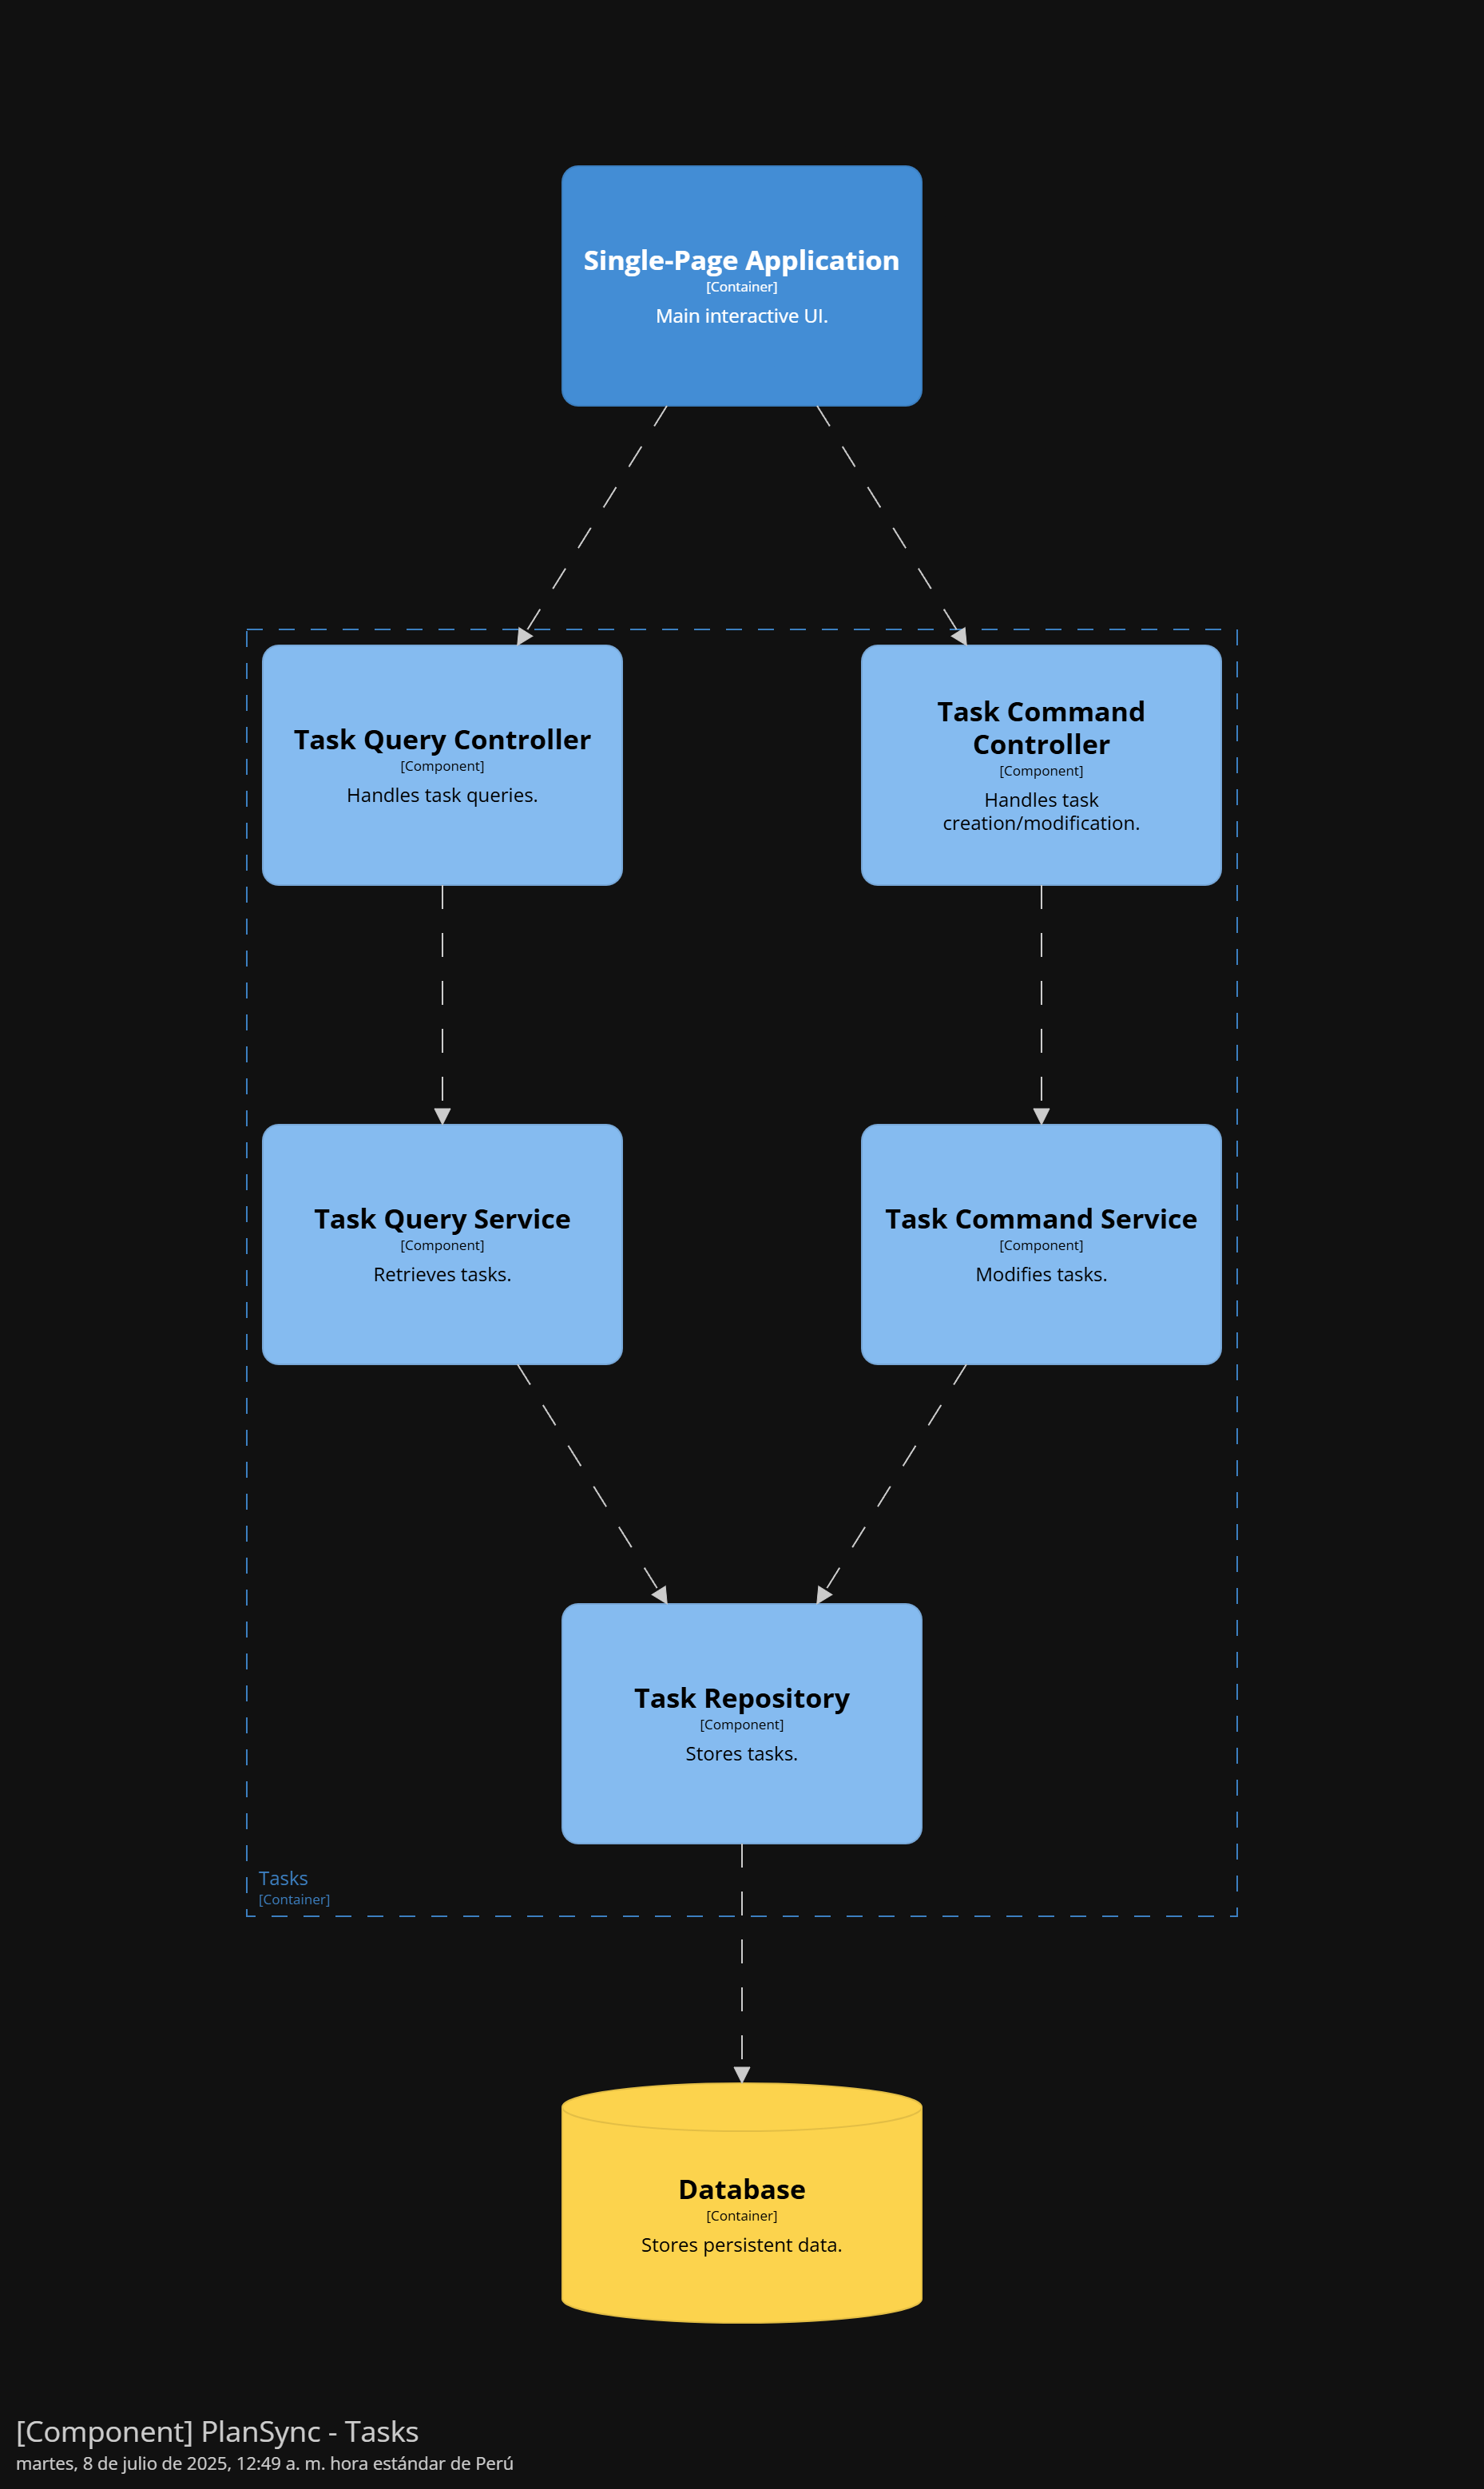 Single-Page Application
[Container]
Main interactive UI.
Task Query Controller
[Component]
Handles task queries.
Task Command
Controller
[Component]
Handles task
creation/modification.
Task Query Service
[Component]
Retrieves tasks.
Task Command Service
[Component]
Modifies tasks.
Task Repository
[Component]
Stores tasks.
Tasks
[Container]
Database
[Container]
Stores persistent data.
[Component] PlanSync - Tasks
martes, 8 de julio de 2025, 12:49 a. m. hora estándar de Perú